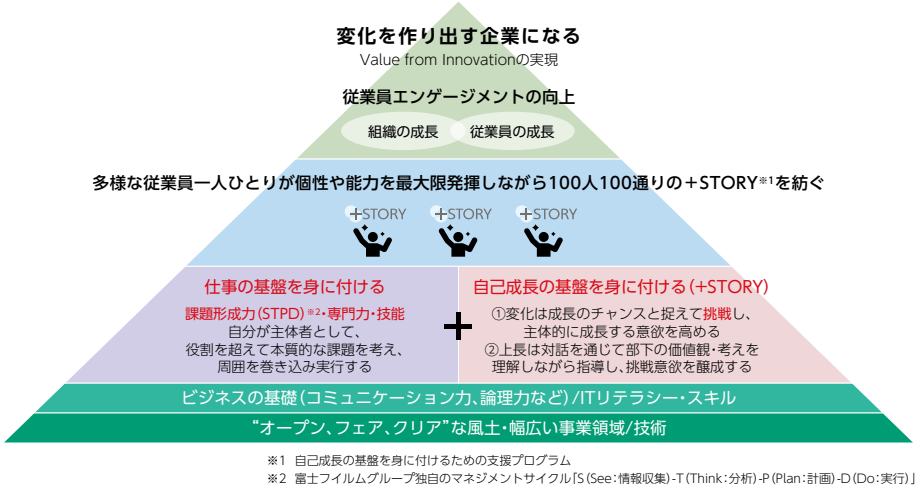 変化を作り出す企業になる
Value from Innovationの実現
従業員エンゲージメントの向上
組織の成長 従業員の成長
多様な従業員一人ひとりが個性や能力を最大限発揮しながら100人100通りの+STORY※1を紡ぐ
+STORY +STORY +STORY
仕事の基盤を身に付ける
課題形成力(STPD)※2・専門力・技能
自分が主体者として、
役割を超えて本質的な課題を考え、
周囲を巻き込み実行する
+
自己成長の基盤を身に付ける(+STORY)
①変化は成長のチャンスと捉えて挑戦し、
主体的に成長する意欲を高める
②上長は対話を通じて部下の価値観・考えを
理解しながら指導し、挑戦意欲を醸成する
ビジネスの基礎(コミュニケーション力、論理力など)/ITリテラシー・スキル
“オープン、フェア、クリア”な風土・幅広い事業領域/技術
※1 自己成長の基盤を身に付けるための支援プログラム
※2 富士フイルムグループ独自のマネジメントサイクル「S(See:情報収集)-T(Think:分析)-P(Plan:計画)-D(Do:実行)」